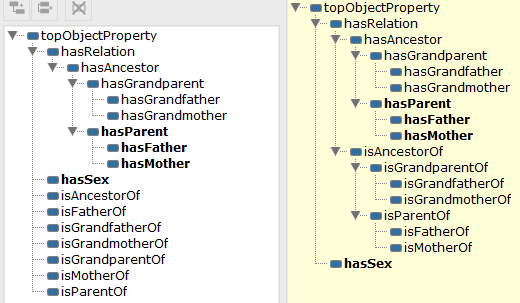 topObjectProperty
hasRelation
hasAncestor
hasGrandparent
hasGrandfather
hasGrandmother
hasParent
hasFather
hasMother
hasSex
isAncestorOf
isFatherOf
isGrandfatherOf
isGrandmotherOf
isGrandparentOf
isMotherOf
isParentOf
topObjectProperty
hasRelation
hasAncestor
hasGrandparent
hasGrandfather
hasGrandmother
hasParent
hasFather
hasMother
isAncestorOf
isGrandparentOf
isGrandfatherOf
isGrandmotherOf
isParentOf
isFatherOf
isMotherOf
hasSex